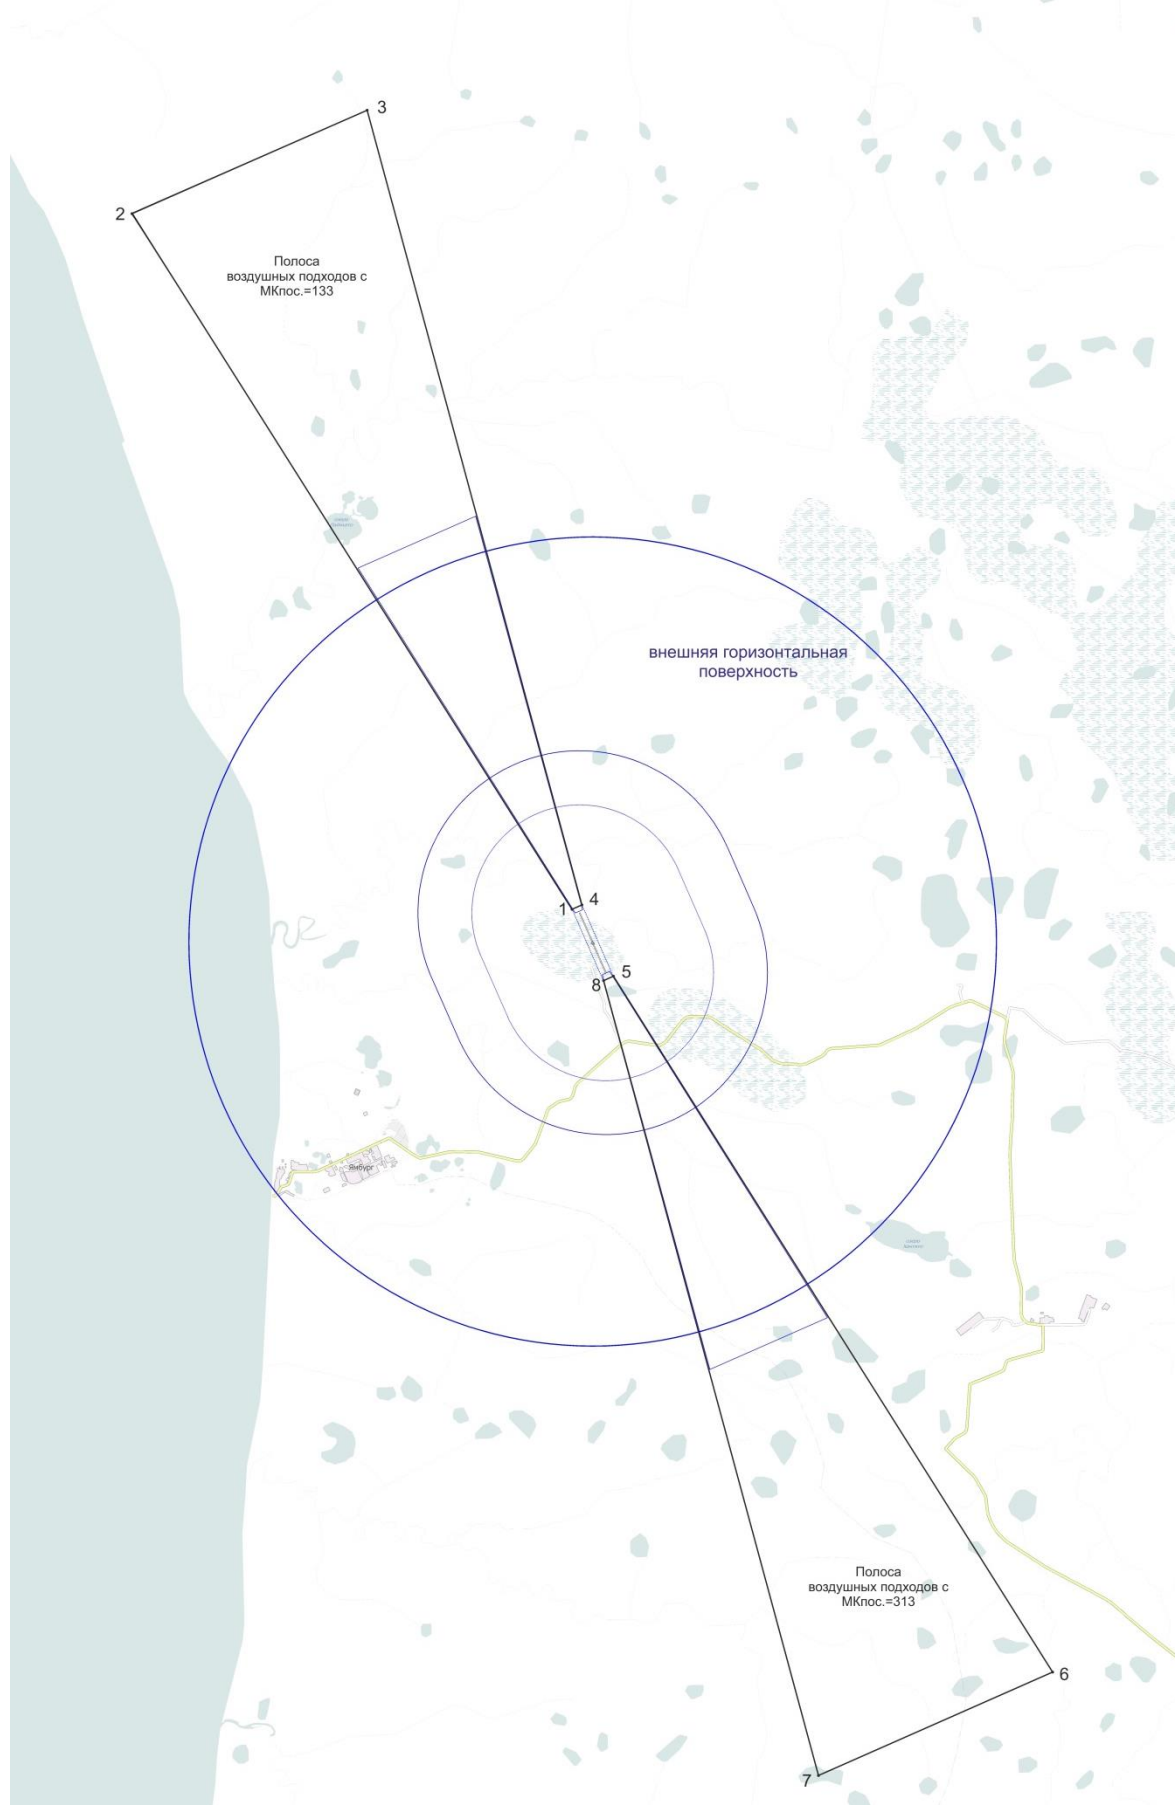 3
2
Полоса
воздушных подходов с
МКпос.=133
внешняя горизонтальная
поверхность
4
1
5
8
Ямбург
Полоса
воздушных подходов с
МКпос.=313
6
7